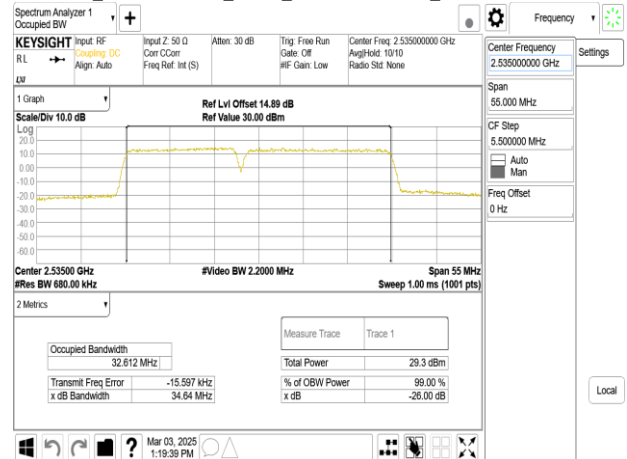 Spectrum Analyzer 1
Occupied BW
Frequency
KEYSIGHT
Input: RF
Coupling: DC
Align: Auto
Input Z: 50 Ω
Corr CCorr
Freq Ref: Int (S)
Atten: 30 dB
Trig: Free Run
Gate: Off
#IF Gain: Low
Center Freq: 2.535000000 GHz
Avg|Hold: 10/10
Radio Std: None
RL
LXI
Center Frequency
2.535000000 GHz
Settings
Span
55.000 MHz
CF Step
5.500000 MHz
Auto
Man
Freq Offset
0 Hz
Local
1 Graph
Ref Lvl Offset 14.89 dB
Scale/Div 10.0 dB
Ref Value 30.00 dBm
Log
20.0
10.0
0.00
-10.0
-20.0
-30.0
-40.0
-50.0
-60.0
Center 2.53500 GHz
#Video BW 2.2000 MHz
Span 55 MHz
#Res BW 680.00 kHz
Sweep 1.00 ms (1001 pts)
2 Metrics
Measure Trace Trace 1
Occupied Bandwidth
32.612 MHz
Total Power 29.3 dBm
Transmit Freq Error -15.597 kHz
% of OBW Power 99.00 %
x dB Bandwidth 34.64 MHz
x dB -26.00 dB
Mar 03, 2025
1:19:39 PM